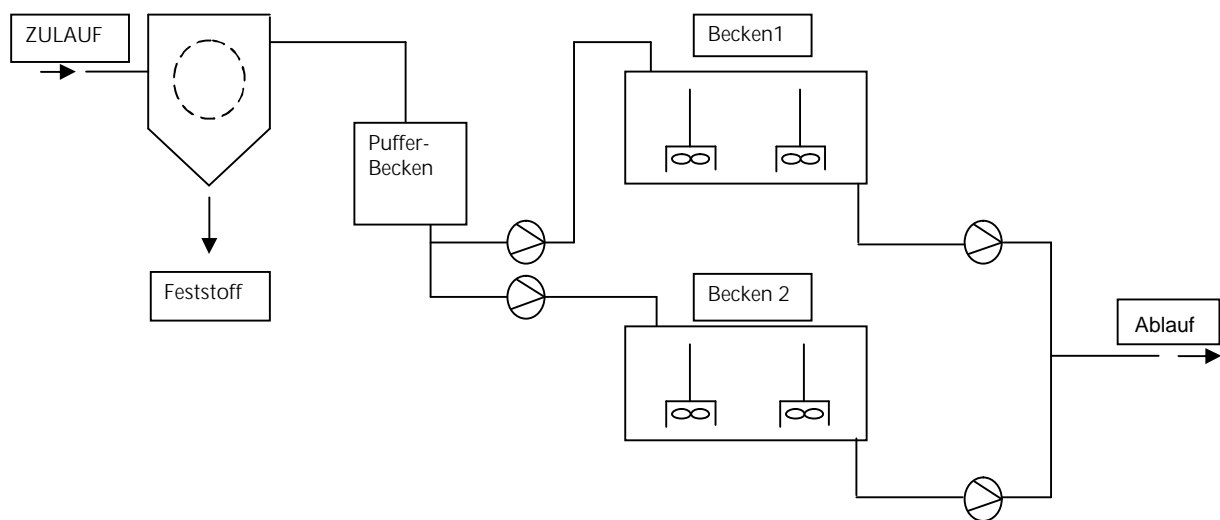 ZULAUF
Becken1
Puffer-
Becken
Feststoff
Becken 2
Ablauf